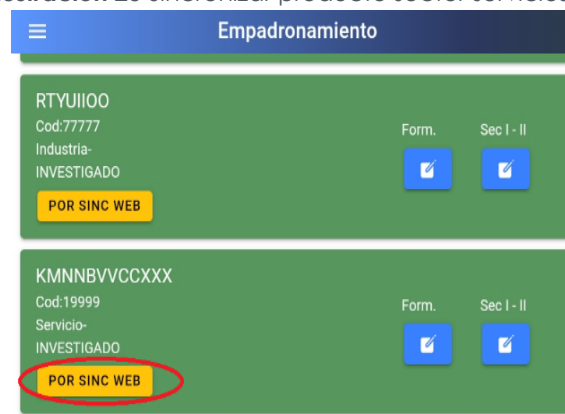 Empadronamiento
RTYUIIOO
Cod:77777
Form. Sec I - II
Industria-
INVESTIGADO
POR SINC WEB
KMNNBVVCCXXX
Cod:19999
Form. Sec I - II
Servicio-
INVESTIGADO
POR SINC WEB